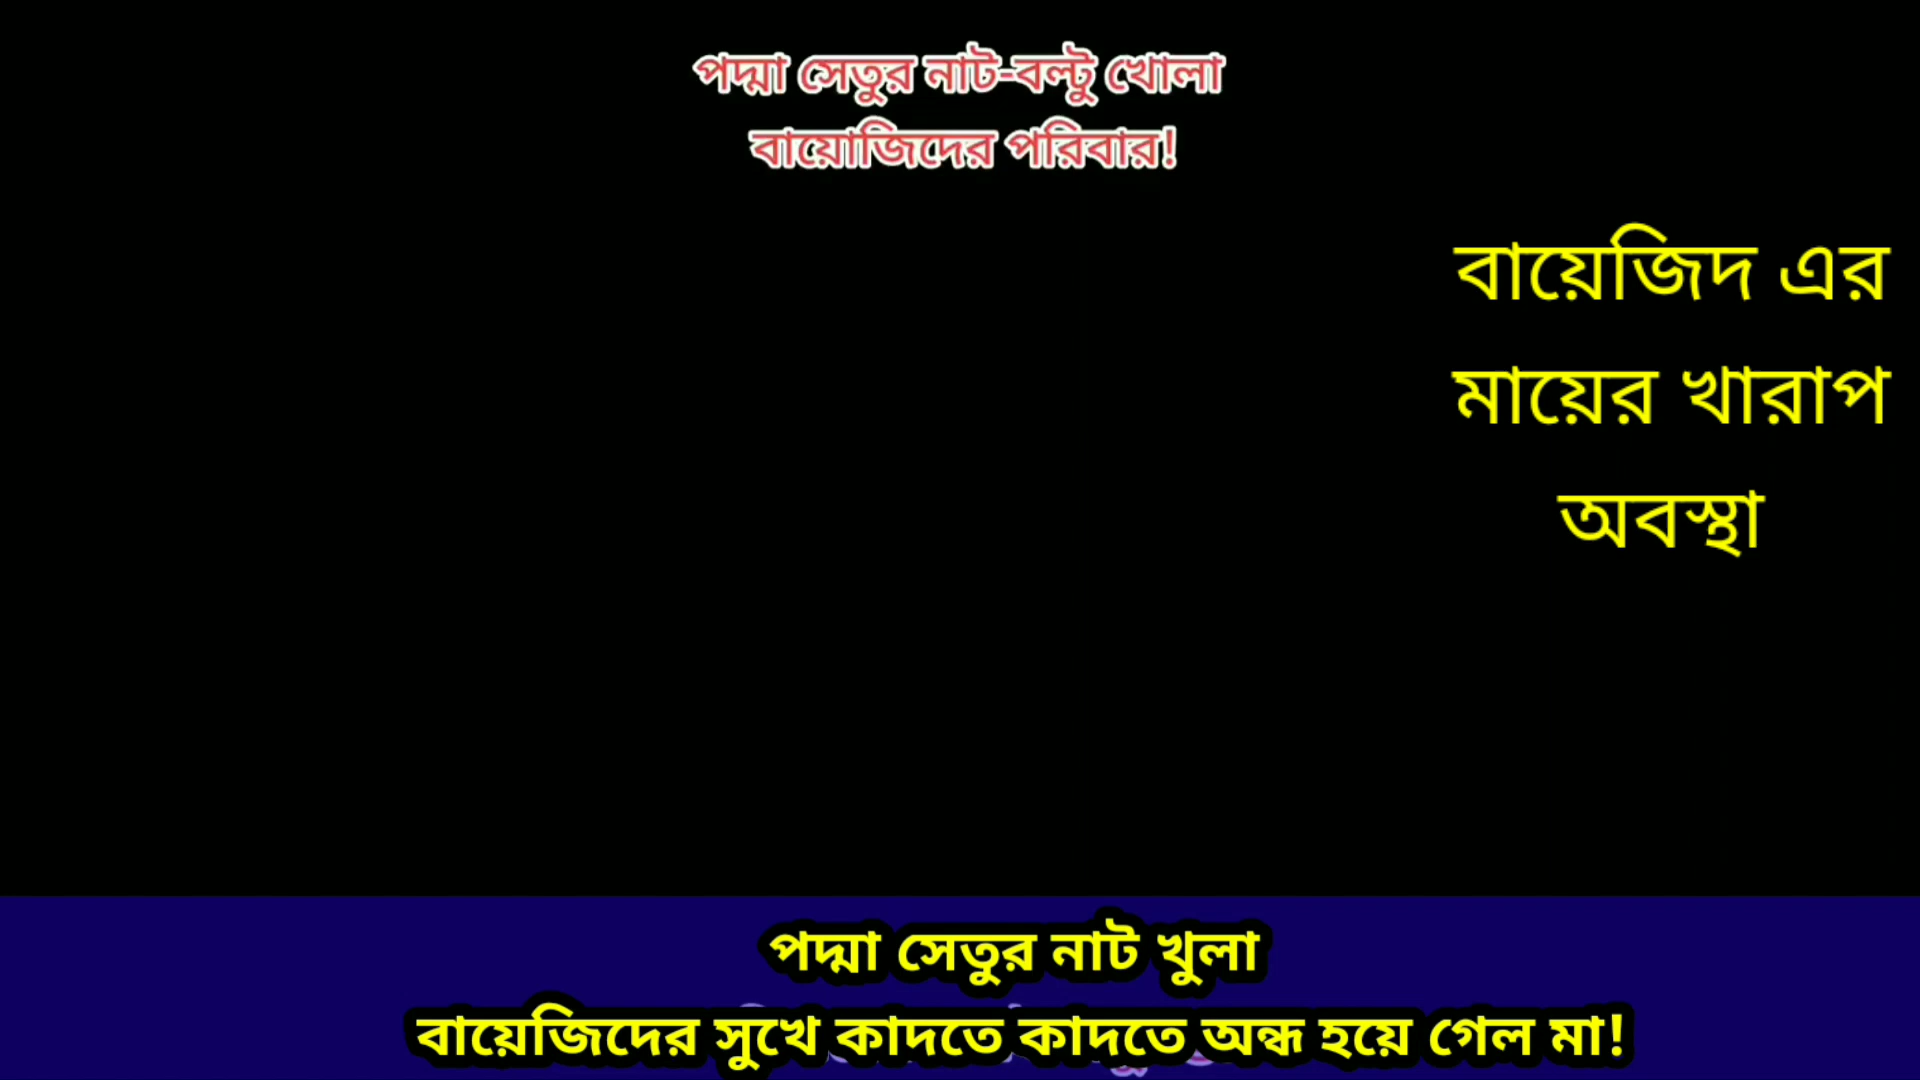 পদ্মা সেতুর নাট-বল্টু খোলা
বায়োজিদের পরিবার!
বায়েজিদ এর
মায়ের খারাপ
অবস্থা
পদ্মা সেতুর নাট খুলা
বায়েজিদের সুখে কাদতে কাদতে অন্ধ হয়ে গেল মা!